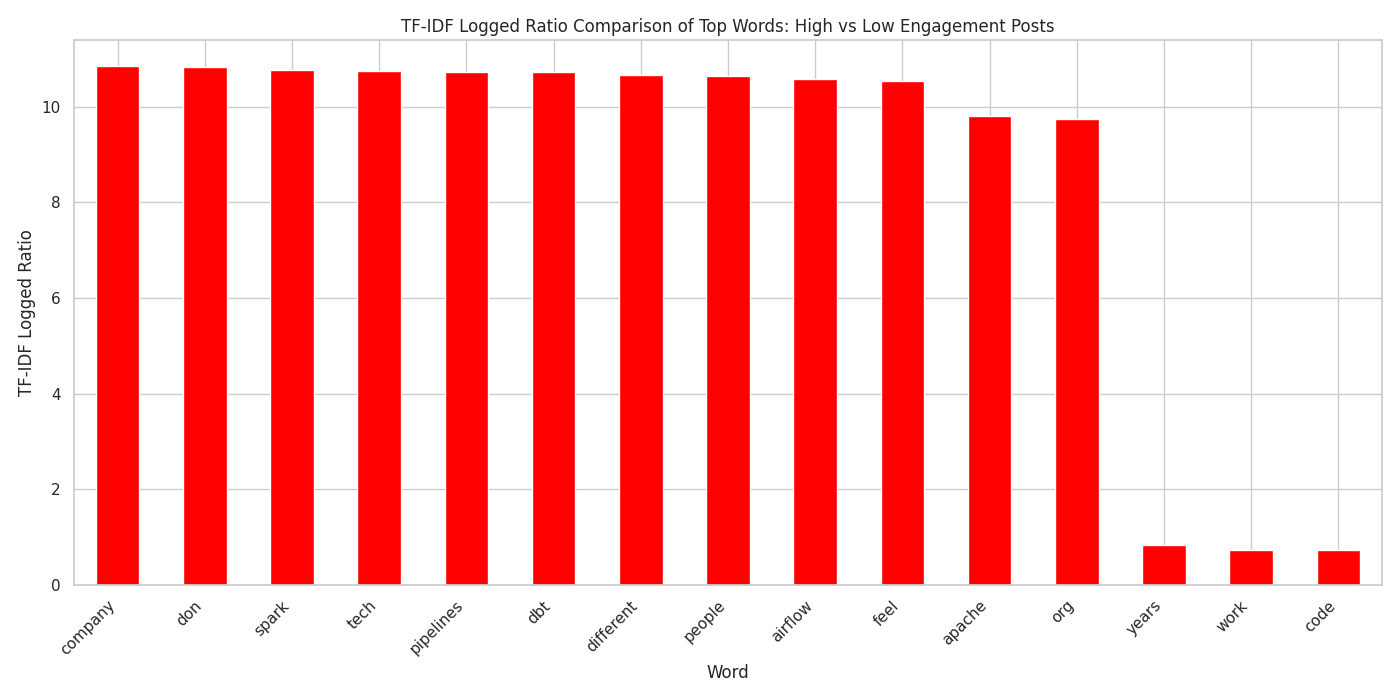 TF-IDF Logged Ratio Comparison of Top Words: High vs Low Engagement Posts
TF-IDF Logged Ratio
10
8
6
4
2
0
company
don
spark
tech
pipelines
dbt
different
people
airflow
feel
apache
org
years
work
code
Word